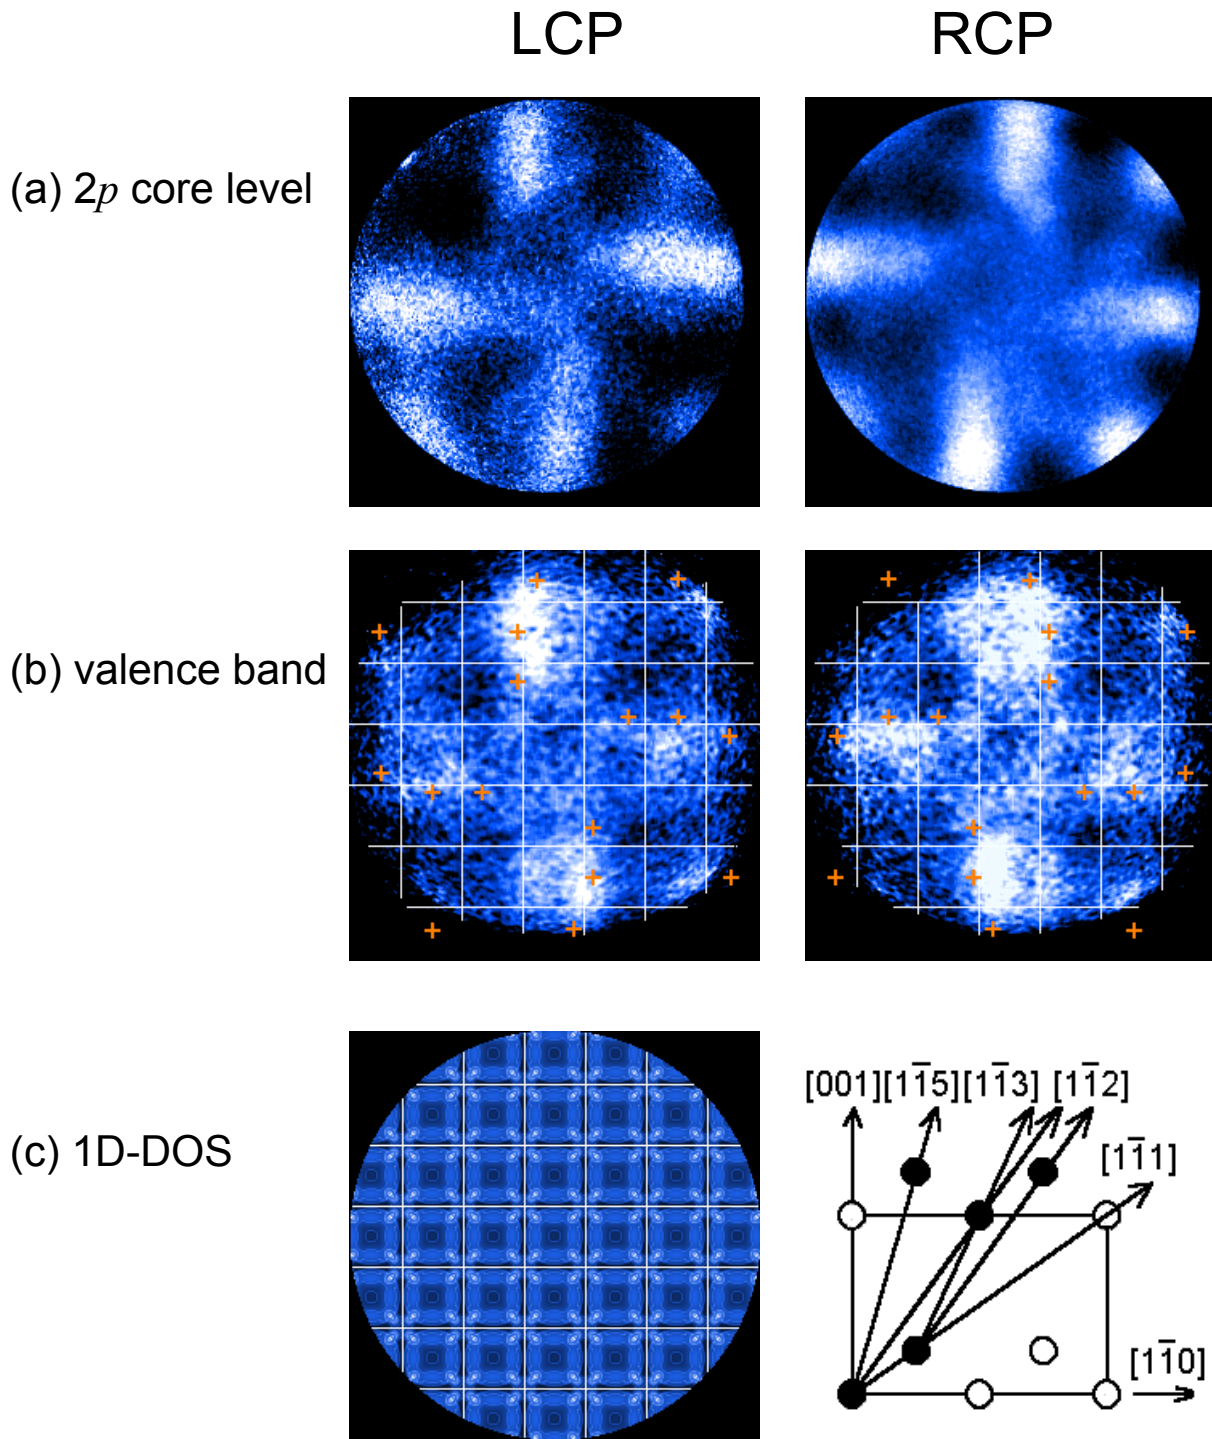 LCP RCP
(a) 2p core level
(b) valence band
(c) 1D-DOS
[001][11̅5][11̅3] [11̅2]
[11̅1]
[11̅0]